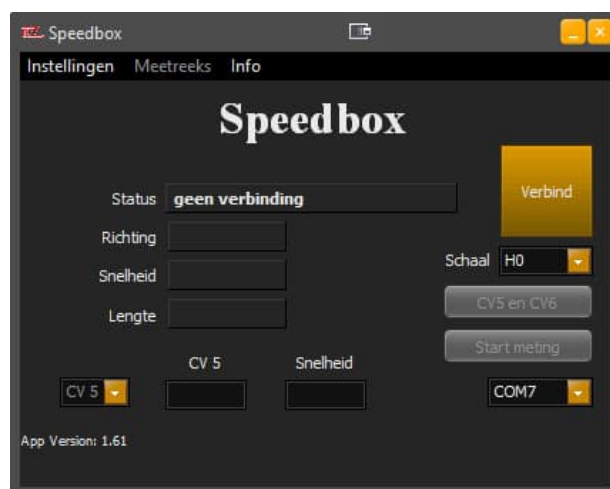 Speedbox
Instellingen Meetreeks Info
Speedbox
Verbind
Status geen verbinding
Richting
Schaal H0
Snelheid
CV5 en CV6
Lengte
Start meting
CV 5 Snelheid
CV 5
COM7
App Version: 1.61